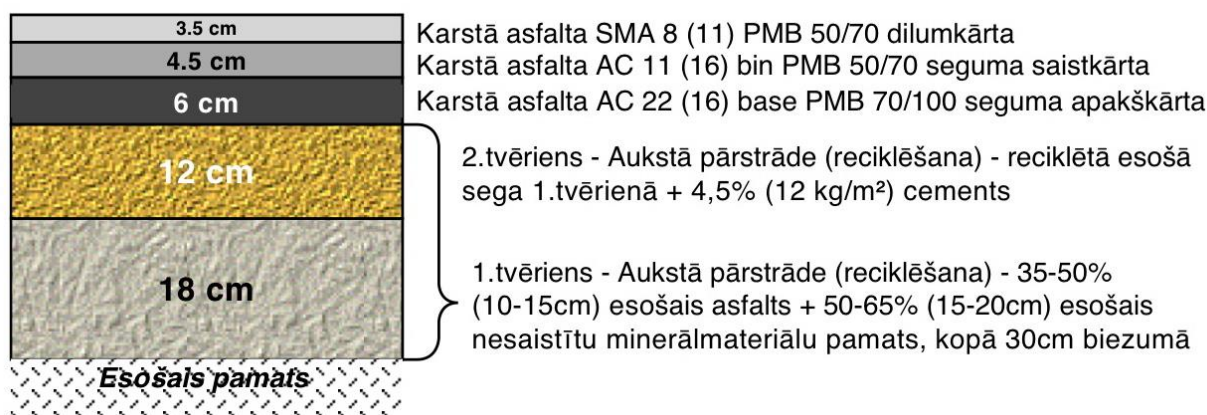 3.5 cm
Karstā asfalta SMA 8 (11) PMB 50/70 dilumkārta
4.5 cm
Karstā asfalta AC 11 (16) bin PMB 50/70 seguma saistkārta
6 cm
Karstā asfalta AC 22 (16) base PMB 70/100 seguma apakškārta
12 cm
2.tvēriens - Aukstā pārstrāde (reciklēšana) - reciklētā esošā
sega 1.tvērienā + 4,5% (12 kg/m²) cements
18 cm
1.tvēriens - Aukstā pārstrāde (reciklēšana) - 35-50%
(10-15cm) esošais asfalts + 50-65% (15-20cm) esošais
nesaistītu minerālmateriālu pamats, kopā 30cm biezumā
Esošais pamats